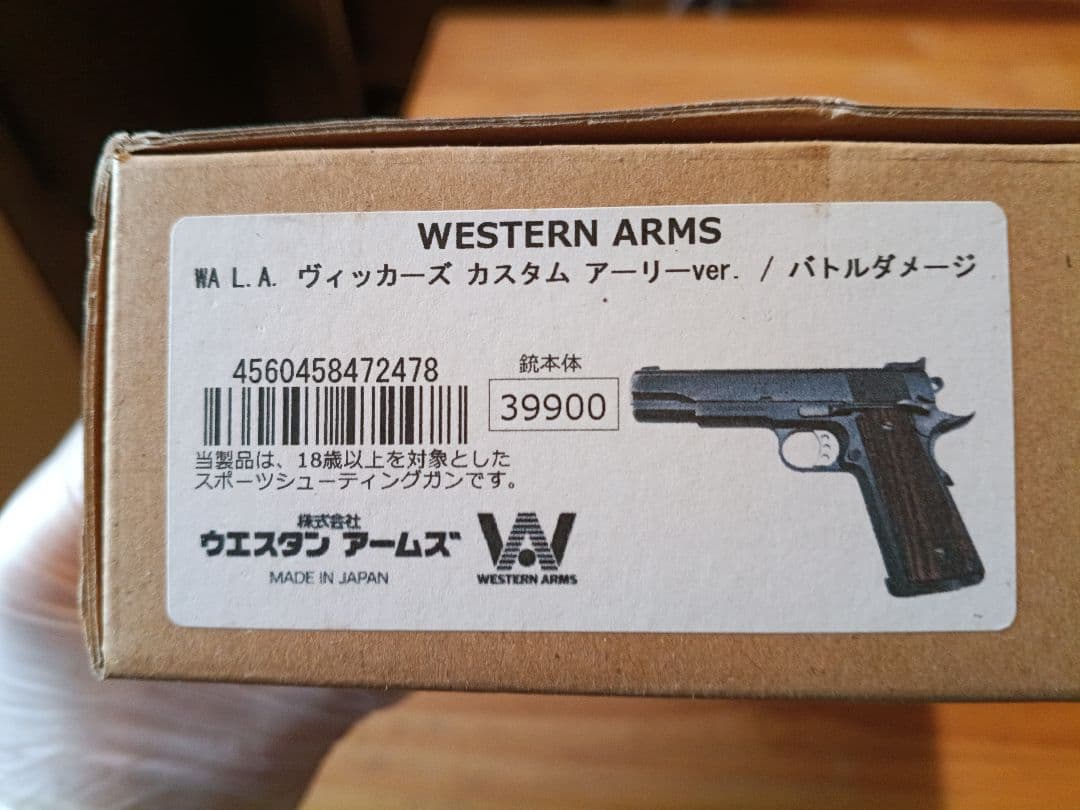 WESTERN ARMS
WA L.A. ヴィッカーズ カスタム アーリーver. / バトルダメージ
4560458472478
銃本体
39900
当製品は、18歳以上を対象とした
スポーツシューティングガンです。
株式会社
ウエスタン アームズ
MADE IN JAPAN
WA
WESTERN ARMS